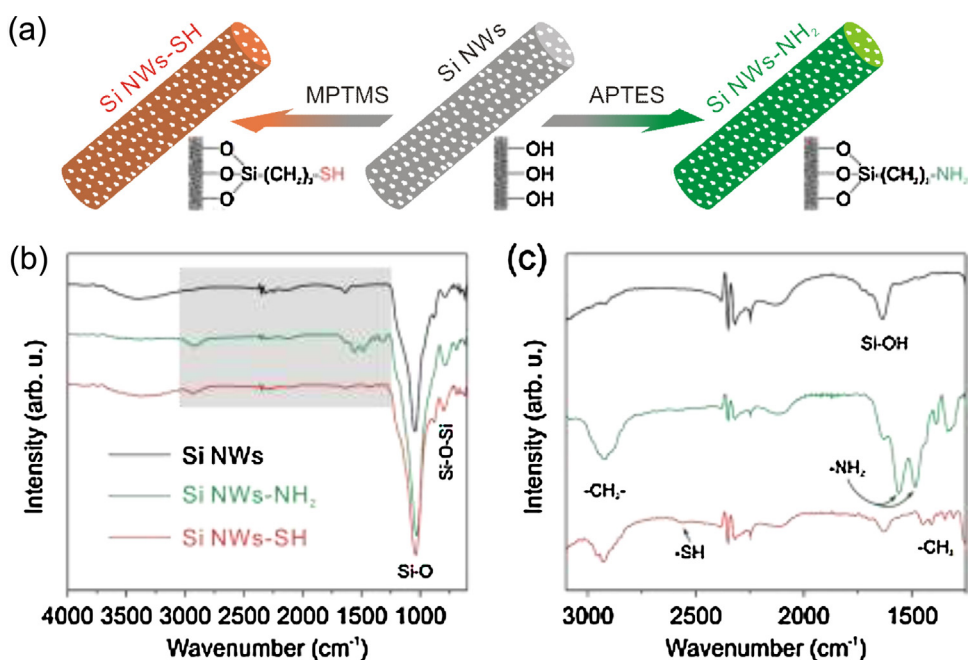 (a)
Si NWs-SH
MPTMS
Si NWs
APTES
Si NWs-NH₂
O
O
O
Si-(CH₂)₃-SH
OH
OH
OH
O
O
O
Si-(CH₂)₃-NH₂
(b)
Intensity (arb. u.)
Si NWs
Si NWs-NH₂
Si NWs-SH
Si-O-Si
Si-O
4000 3500 3000 2500 2000 1500 1000
Wavenumber (cm⁻¹)
(c)
Intensity (arb. u.)
Si-OH
-NH₂
-CH₂-
-SH
-CH₃
3000 2500 2000 1500
Wavenumber (cm⁻¹)